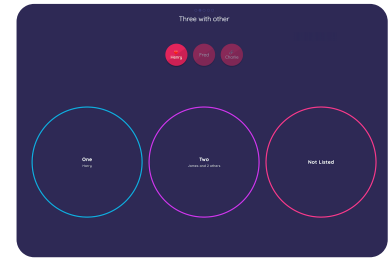 Three with other
Henry
Fred
Chloe
One
Henry
Two
James and 2 others
Not Listed